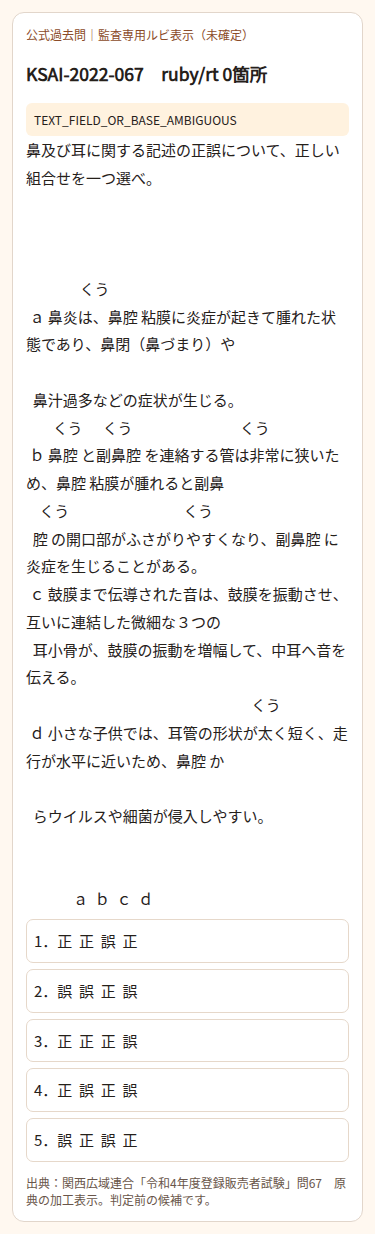 公式過去問｜監査専用ルビ表示（未確定）
KSAI-2022-067　ruby/rt 0箇所
TEXT_FIELD_OR_BASE_AMBIGUOUS
鼻及び耳に関する記述の正誤について、正しい
組合せを一つ選べ。
くう
ａ 鼻炎は、鼻腔 粘膜に炎症が起きて腫れた状
態であり、鼻閉（鼻づまり）や
鼻汁過多などの症状が生じる。
くう くう くう
ｂ 鼻腔 と副鼻腔 を連絡する管は非常に狭いた
め、鼻腔 粘膜が腫れると副鼻
くう くう
腔 の開口部がふさがりやすくなり、副鼻腔 に
炎症を生じることがある。
ｃ 鼓膜まで伝導された音は、鼓膜を振動させ、
互いに連結した微細な３つの
耳小骨が、鼓膜の振動を増幅して、中耳へ音を
伝える。
くう
ｄ 小さな子供では、耳管の形状が太く短く、走
行が水平に近いため、鼻腔 か
らウイルスや細菌が侵入しやすい。
ａ ｂ ｃ ｄ
1．正 正 誤 正
2．誤 誤 正 誤
3．正 正 正 誤
4．正 誤 正 誤
5．誤 正 誤 正
出典：関西広域連合「令和4年度登録販売者試験」問67　原
典の加工表示。判定前の候補です。